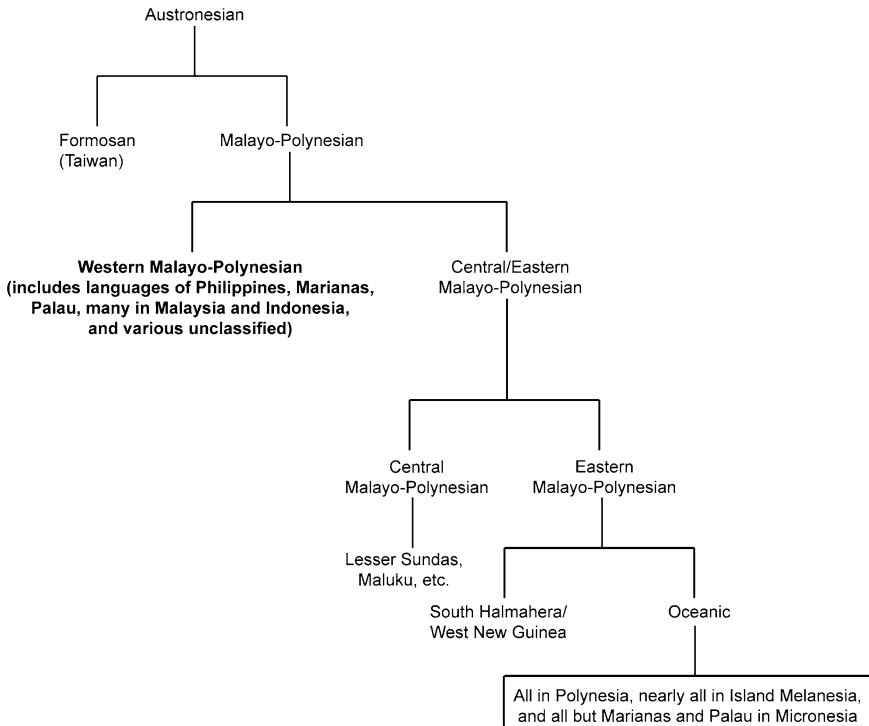 Austronesian
Formosan
(Taiwan)
Malayo-Polynesian
Western Malayo-Polynesian
(includes languages of Philippines, Marianas,
Palau, many in Malaysia and Indonesia,
and various unclassified)
Central/Eastern
Malayo-Polynesian
Central
Malayo-Polynesian
Eastern
Malayo-Polynesian
Lesser Sundas,
Maluku, etc.
South Halmahera/
West New Guinea
Oceanic
All in Polynesia, nearly all in Island Melanesia,
and all but Marianas and Palau in Micronesia